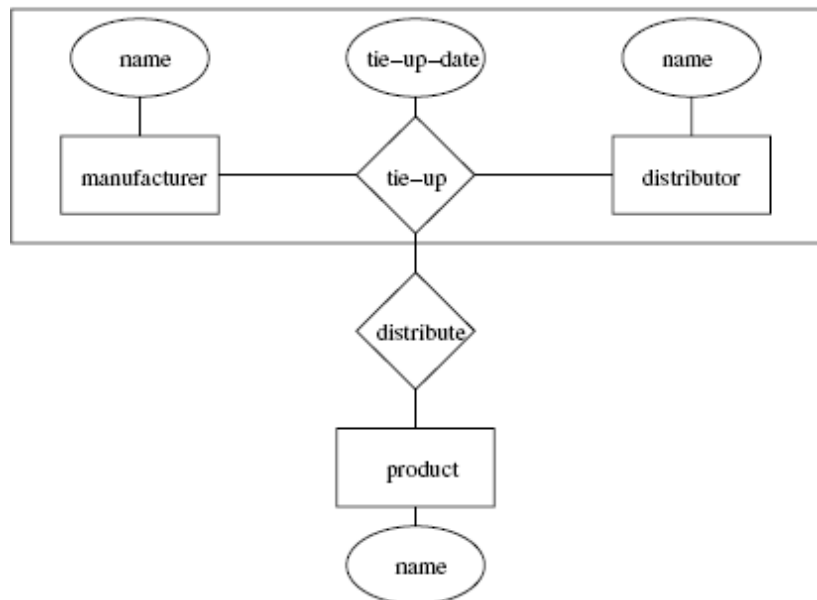 name
tie-up-date
name
manufacturer
tie-up
distributor
distribute
product
name